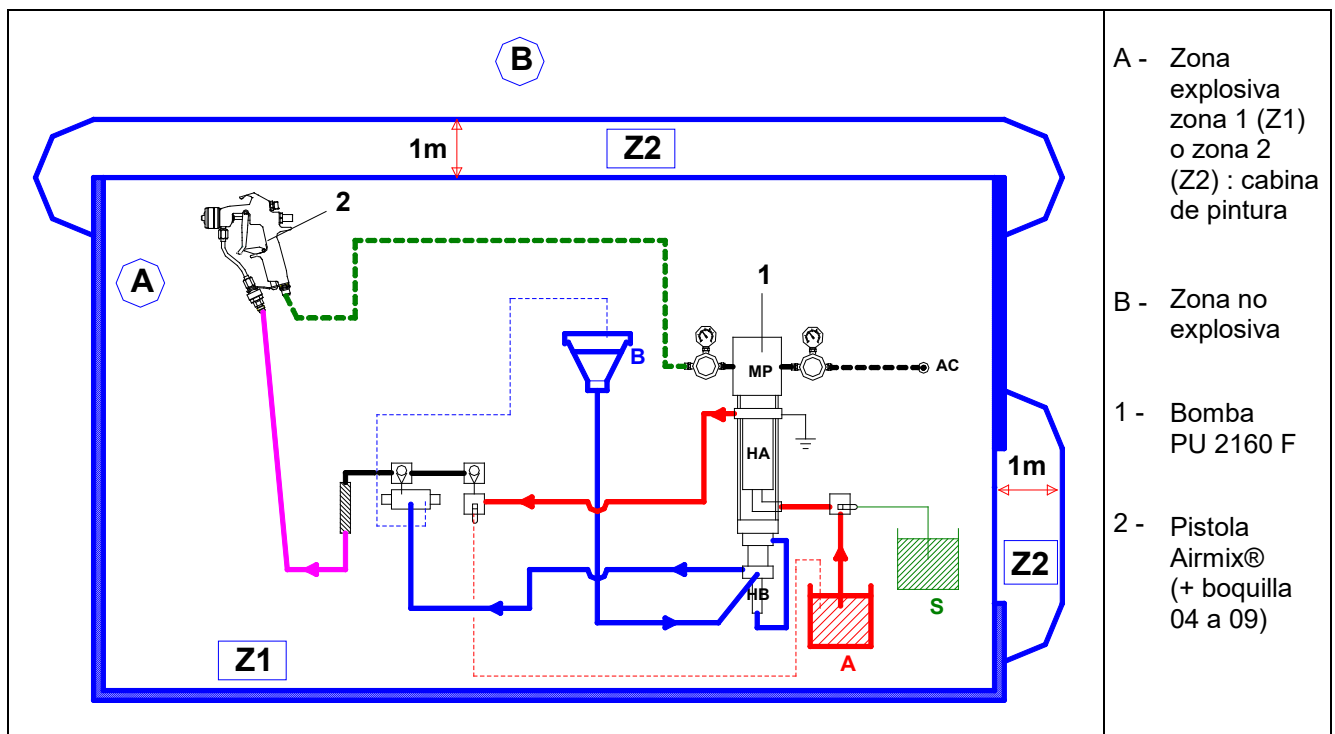 B
1m
Z2
2
A
1
B
MP
AC
HA
1m
Z2
HB
S
A
Z1
A - Zona
explosiva
zona 1 (Z1)
o zona 2
(Z2) : cabina
de pintura
B - Zona no
explosiva
1 - Bomba
PU 2160 F
2 - Pistola
Airmix®
(+ boquilla
04 a 09)